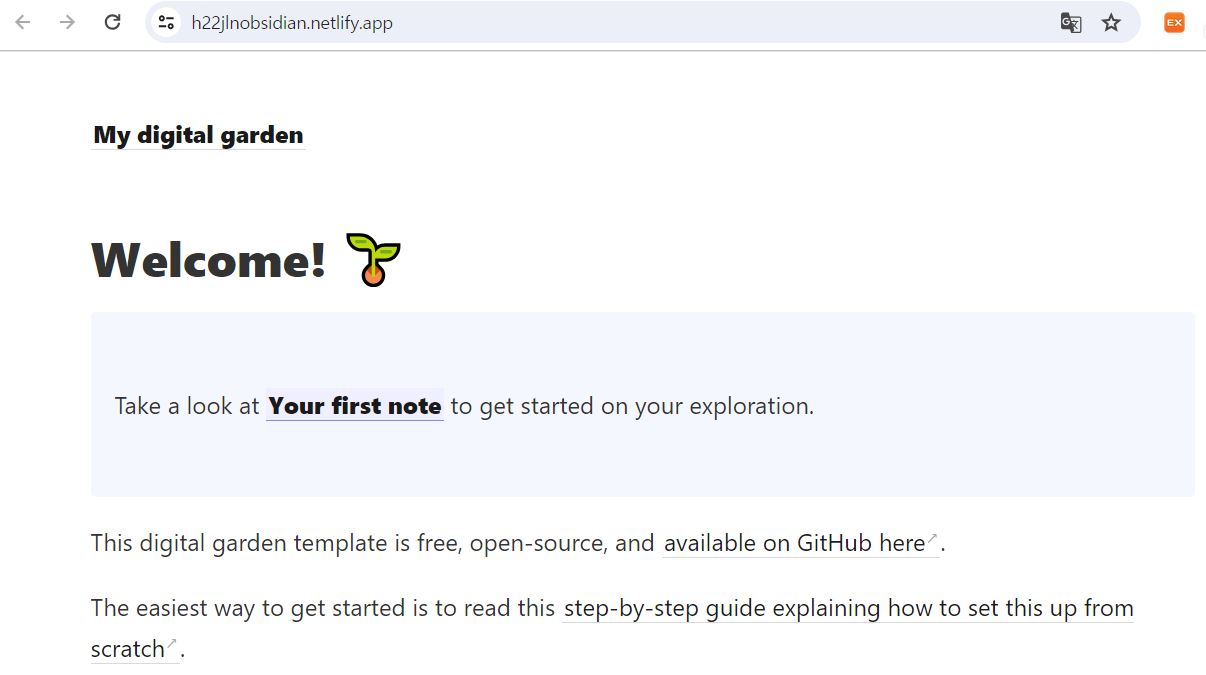 h22jlnobsidian.netlify.app
EX
My digital garden
Welcome!
Take a look at Your first note to get started on your exploration.
This digital garden template is free, open-source, and available on GitHub here↗.
The easiest way to get started is to read this step-by-step guide explaining how to set this up from
scratch↗.